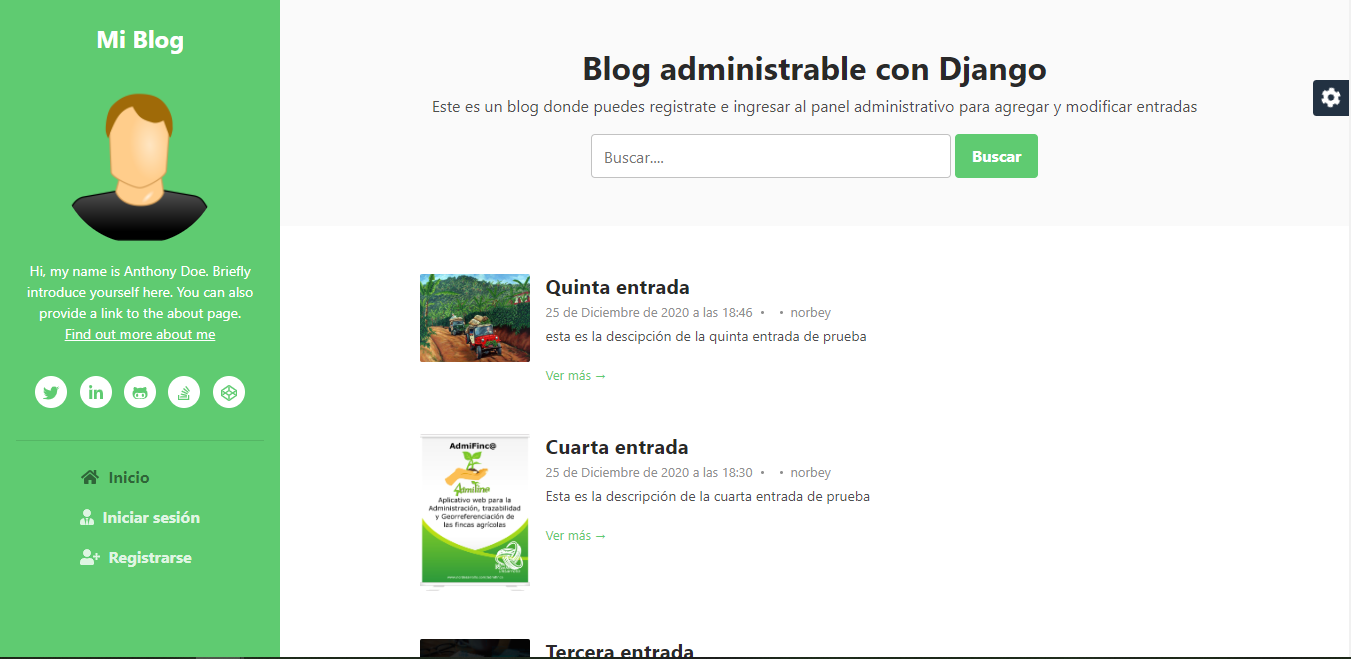 Mi Blog
Hi, my name is Anthony Doe. Briefly
introduce yourself here. You can also
provide a link to the about page.
Find out more about me
Inicio
Iniciar sesión
Registrarse
Blog administrable con Django
Este es un blog donde puedes registrate e ingresar al panel administrativo para agregar y modificar entradas
Buscar....
Buscar
Quinta entrada
25 de Diciembre de 2020 a las 18:46 • • norbey
esta es la descipción de la quinta entrada de prueba
Ver más →
AdmiFinc@
Admifinc
Aplicativo web para la
Administración, trazabilidad
y Georreferenciación de
las fincas agrícolas
Cuarta entrada
25 de Diciembre de 2020 a las 18:30 • • norbey
Esta es la descripción de la cuarta entrada de prueba
Ver más →
Tercera entrada